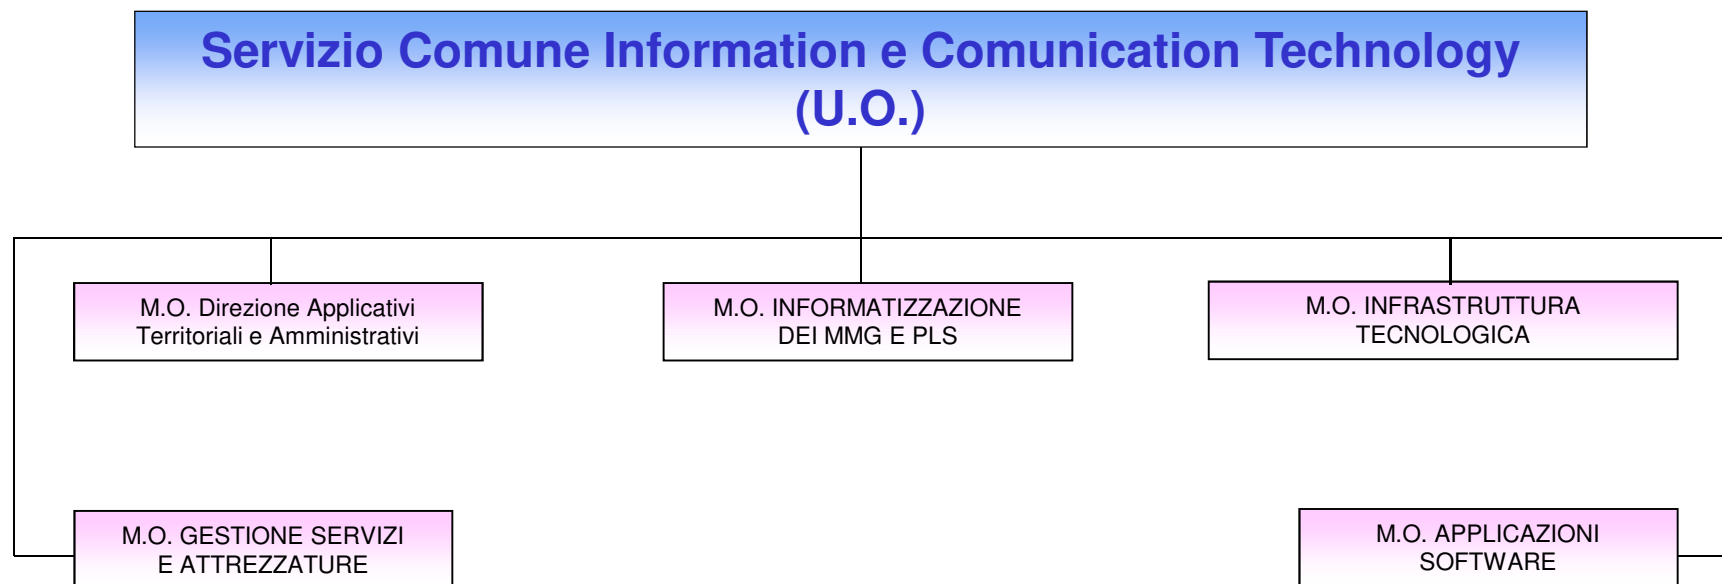 Servizio Comune Information e Comunication Technology
(U.O.)
M.O. Direzione Applicativi
Territoriali e Amministrativi
M.O. INFORMATIZZAZIONE
DEI MMG E PLS
M.O. INFRASTRUTTURA
TECNOLOGICA
M.O. GESTIONE SERVIZI
E ATTREZZATURE
M.O. APPLICAZIONI
SOFTWARE